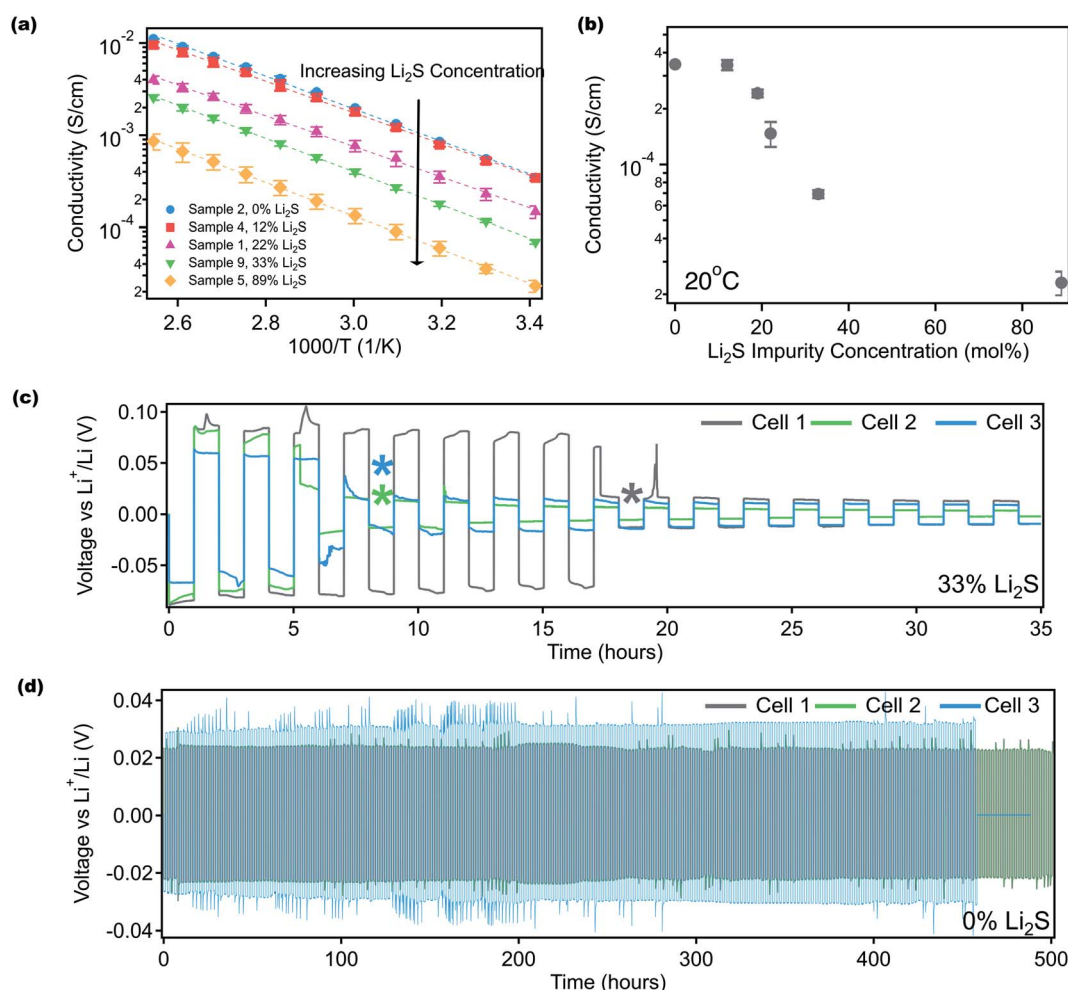 (a)
Conductivity (S/cm)
10⁻²
6
4
2
10⁻³
6
4
2
10⁻⁴
6
4
2
Increasing Li₂S Concentration
Sample 2, 0% Li₂S
Sample 4, 12% Li₂S
Sample 1, 22% Li₂S
Sample 9, 33% Li₂S
Sample 5, 89% Li₂S
2.6 2.8 3.0 3.2 3.4
1000/T (1/K)
(b)
Conductivity (S/cm)
4
2
10⁻⁴
8
6
4
2
20°C
0 20 40 60 80
Li₂S Impurity Concentration (mol%)
(c)
Voltage vs Li⁺/Li (V)
0.10
0.05
0.00
-0.05
Cell 1 Cell 2 Cell 3
* * *
33% Li₂S
0 5 10 15 20 25 30 35
Time (hours)
(d)
Voltage vs Li⁺/Li (V)
0.04
0.02
0.00
-0.02
-0.04
Cell 1 Cell 2 Cell 3
0% Li₂S
0 100 200 300 400 500
Time (hours)